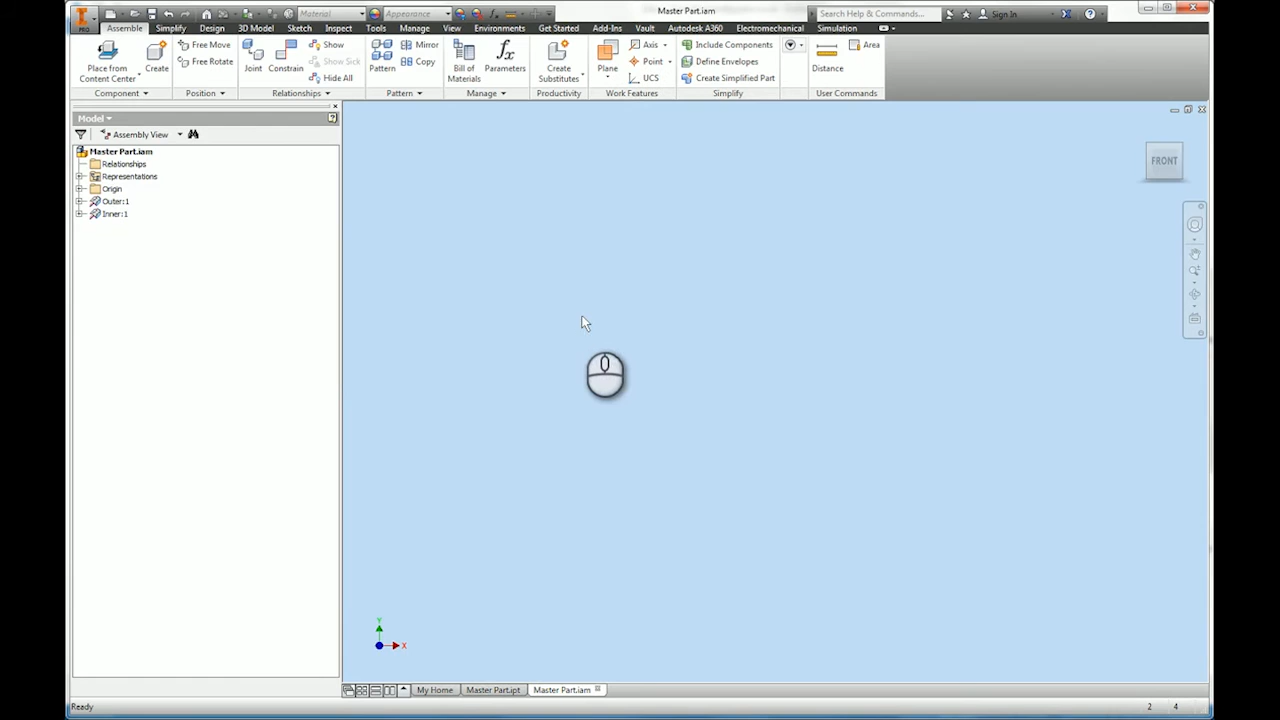 Material Appearance Master Part.iam Search Help & Commands... Sign In
PRO Assemble Simplify Design 3D Model Sketch Inspect Tools Manage View Environments Get Started Add-Ins Vault Autodesk A360 Electromechanical Simulation
Place from Content Center Create Free Move Free Rotate Joint Constrain Show Show Sick Hide All Pattern Mirror Copy Bill of Materials Parameters Create Substitutes Plane Axis Point UCS Include Components Define Envelopes Create Simplified Part Distance Area
Component Position Relationships Pattern Manage Productivity Work Features Simplify User Commands
Model
Assembly View
Master Part.iam
Relationships
Representations
Origin
Outer:1
Inner:1
FRONT
Y
X
My Home Master Part.ipt Master Part.iam
Ready 2 4